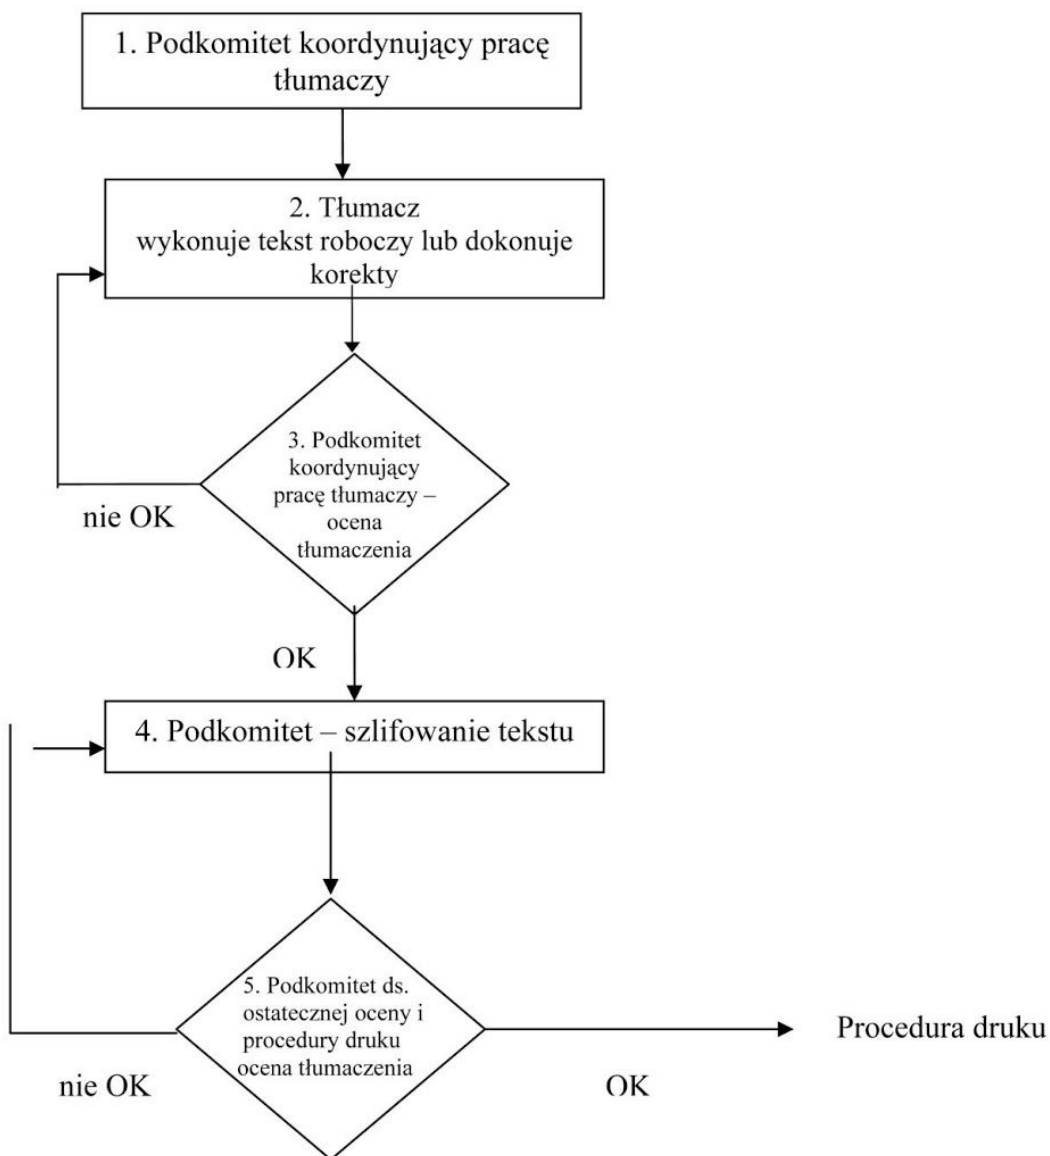 1. Podkomitet koordynujący pracę
tłumaczy
2. Tłumacz
wykonuje tekst roboczy lub dokonuje
korekty
3. Podkomitet
koordynujący
pracę tłumaczy –
ocena
tłumaczenia
nie OK
OK
4. Podkomitet – szlifowanie tekstu
5. Podkomitet ds.
ostatecznej oceny i
procedury druku
ocena tłumaczenia
Procedura druku
nie OK
OK